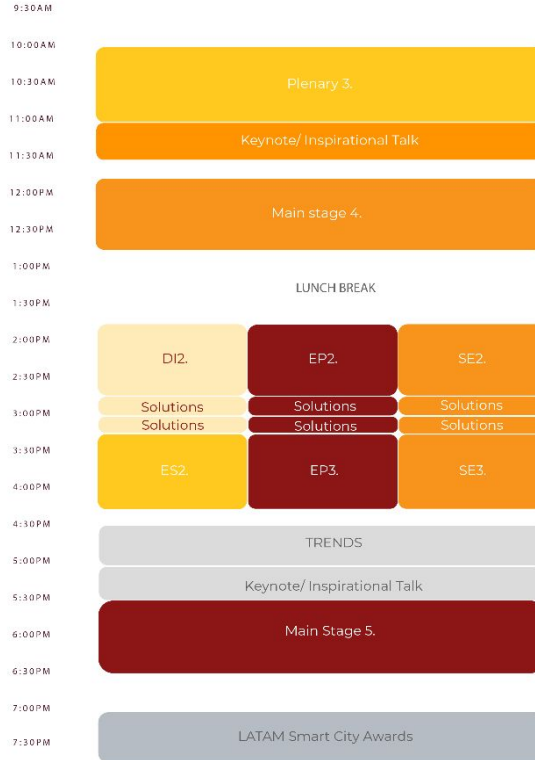 9:30AM
10:00AM
10:30AM
Plenary 3.
11:00AM
Keynote/ Inspirational Talk
11:30AM
12:00PM
Main stage 4.
12:30PM
1:00PM
LUNCH BREAK
1:30PM
2:00PM
DI2. EP2. SE2.
2:30PM
Solutions Solutions Solutions
3:00PM
Solutions Solutions Solutions
3:30PM
ES2. EP3. SE3.
4:00PM
4:30PM
TRENDS
5:00PM
Keynote/ Inspirational Talk
5:30PM
6:00PM
Main Stage 5.
6:30PM
7:00PM
LATAM Smart City Awards
7:30PM